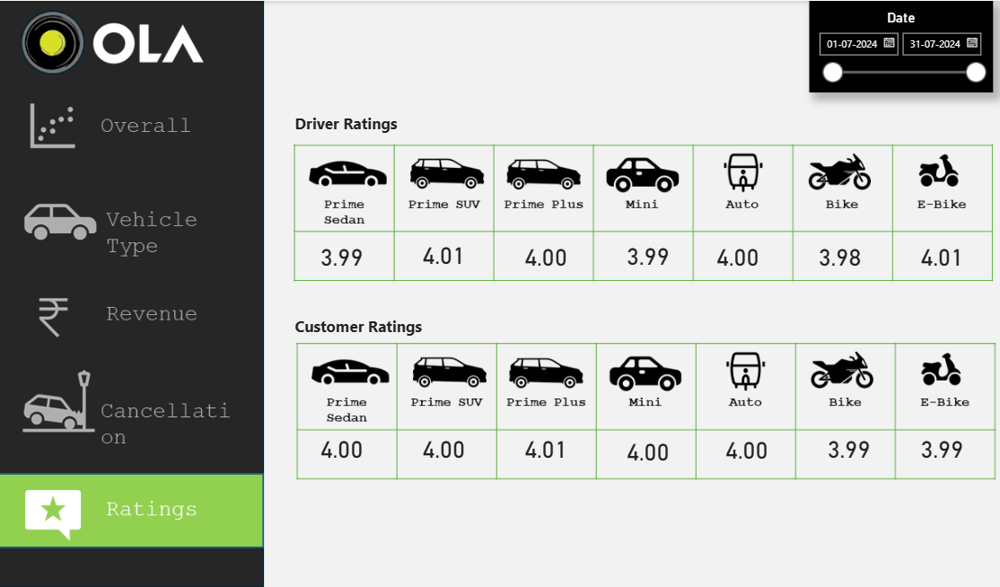 OLA
Overall
Vehicle
Type
Revenue
Cancellati
on
Ratings
Date
01-07-2024 31-07-2024
Driver Ratings
Prime
Sedan
Prime SUV
Prime Plus
Mini
Auto
Bike
E-Bike
3.99 4.01 4.00 3.99 4.00 3.98 4.01
Customer Ratings
Prime
Sedan
Prime SUV
Prime Plus
Mini
Auto
Bike
E-Bike
4.00 4.00 4.01 4.00 4.00 3.99 3.99